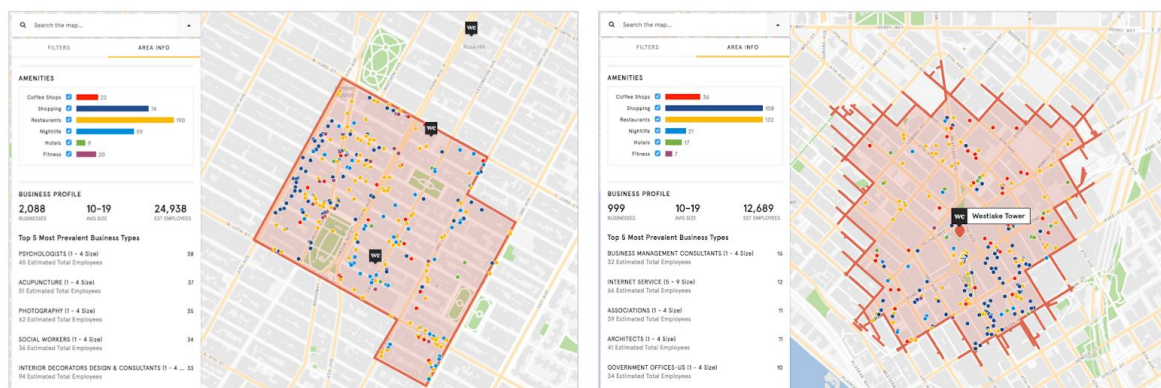 Search the map...
FILTERS
AREA INFO
AMENITIES
Coffee Shops 22
Shopping 74
Restaurants 190
Nightlife 59
Hotels 9
Fitness 20
BUSINESS PROFILE
2,088 10-19 24,938
BUSINESSES AVG SIZE EST EMPLOYEES
Top 5 Most Prevalent Business Types
PSYCHOLOGISTS (1 - 4 Size) 38
45 Estimated Total Employees
ACUPUNCTURE (1 - 4 Size) 37
51 Estimated Total Employees
PHOTOGRAPHY (1 - 4 Size) 35
62 Estimated Total Employees
SOCIAL WORKERS (1 - 4 Size) 34
36 Estimated Total Employees
INTERIOR DECORATORS DESIGN & CONSULTANTS (1 - 4 ... 33
94 Estimated Total Employees
we
Rose Hill
we
we
Search the map...
FILTERS
AREA INFO
AMENITIES
Coffee Shops 36
Shopping 108
Restaurants 132
Nightlife 21
Hotels 17
Fitness 7
BUSINESS PROFILE
999 10-19 12,689
BUSINESSES AVG SIZE EST EMPLOYEES
Top 5 Most Prevalent Business Types
BUSINESS MANAGEMENT CONSULTANTS (1 - 4 Size) 16
32 Estimated Total Employees
INTERNET SERVICE (5 - 9 Size) 12
66 Estimated Total Employees
ASSOCIATIONS (1 - 4 Size) 11
39 Estimated Total Employees
ARCHITECTS (1 - 4 Size) 11
41 Estimated Total Employees
GOVERNMENT OFFICES-US (1 - 4 Size) 10
34 Estimated Total Employees
we Westlake Tower